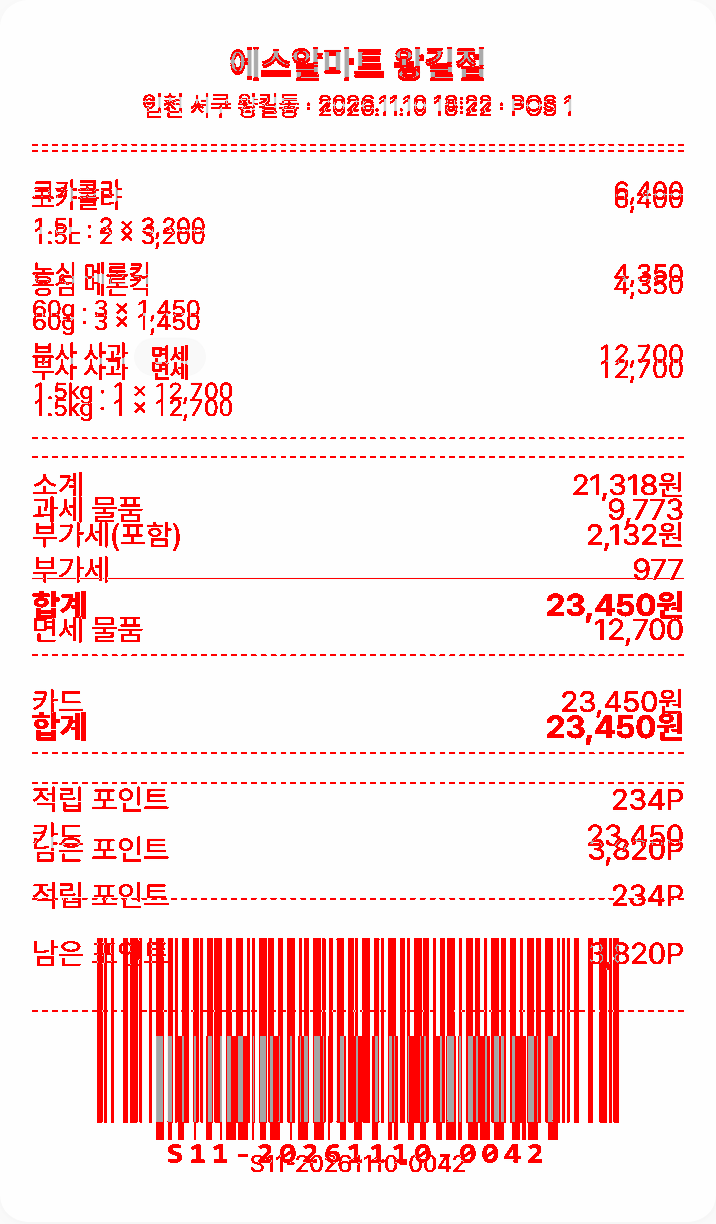 에스알마트 왕길점
인천 서구 왕길동 · 2026.11.10 18:22 · POS 1
코카콜라 6,400
1.5L · 2 × 3,200
농심 메론킥 4,350
60g · 3 × 1,450
부사 사과 면세 12,700
1.5kg · 1 × 12,700
소계 21,318원
과세 물품 9,773
부가세(포함) 2,132원
부가세 977
합계 23,450원
면세 물품 12,700
카드 23,450원
합계 23,450원
적립 포인트 234P
카드 23,450
남은 포인트 3,820P
적립 포인트 234P
남은 포인트 3,820P
S11-20261110-0042
S11-20261110-0042